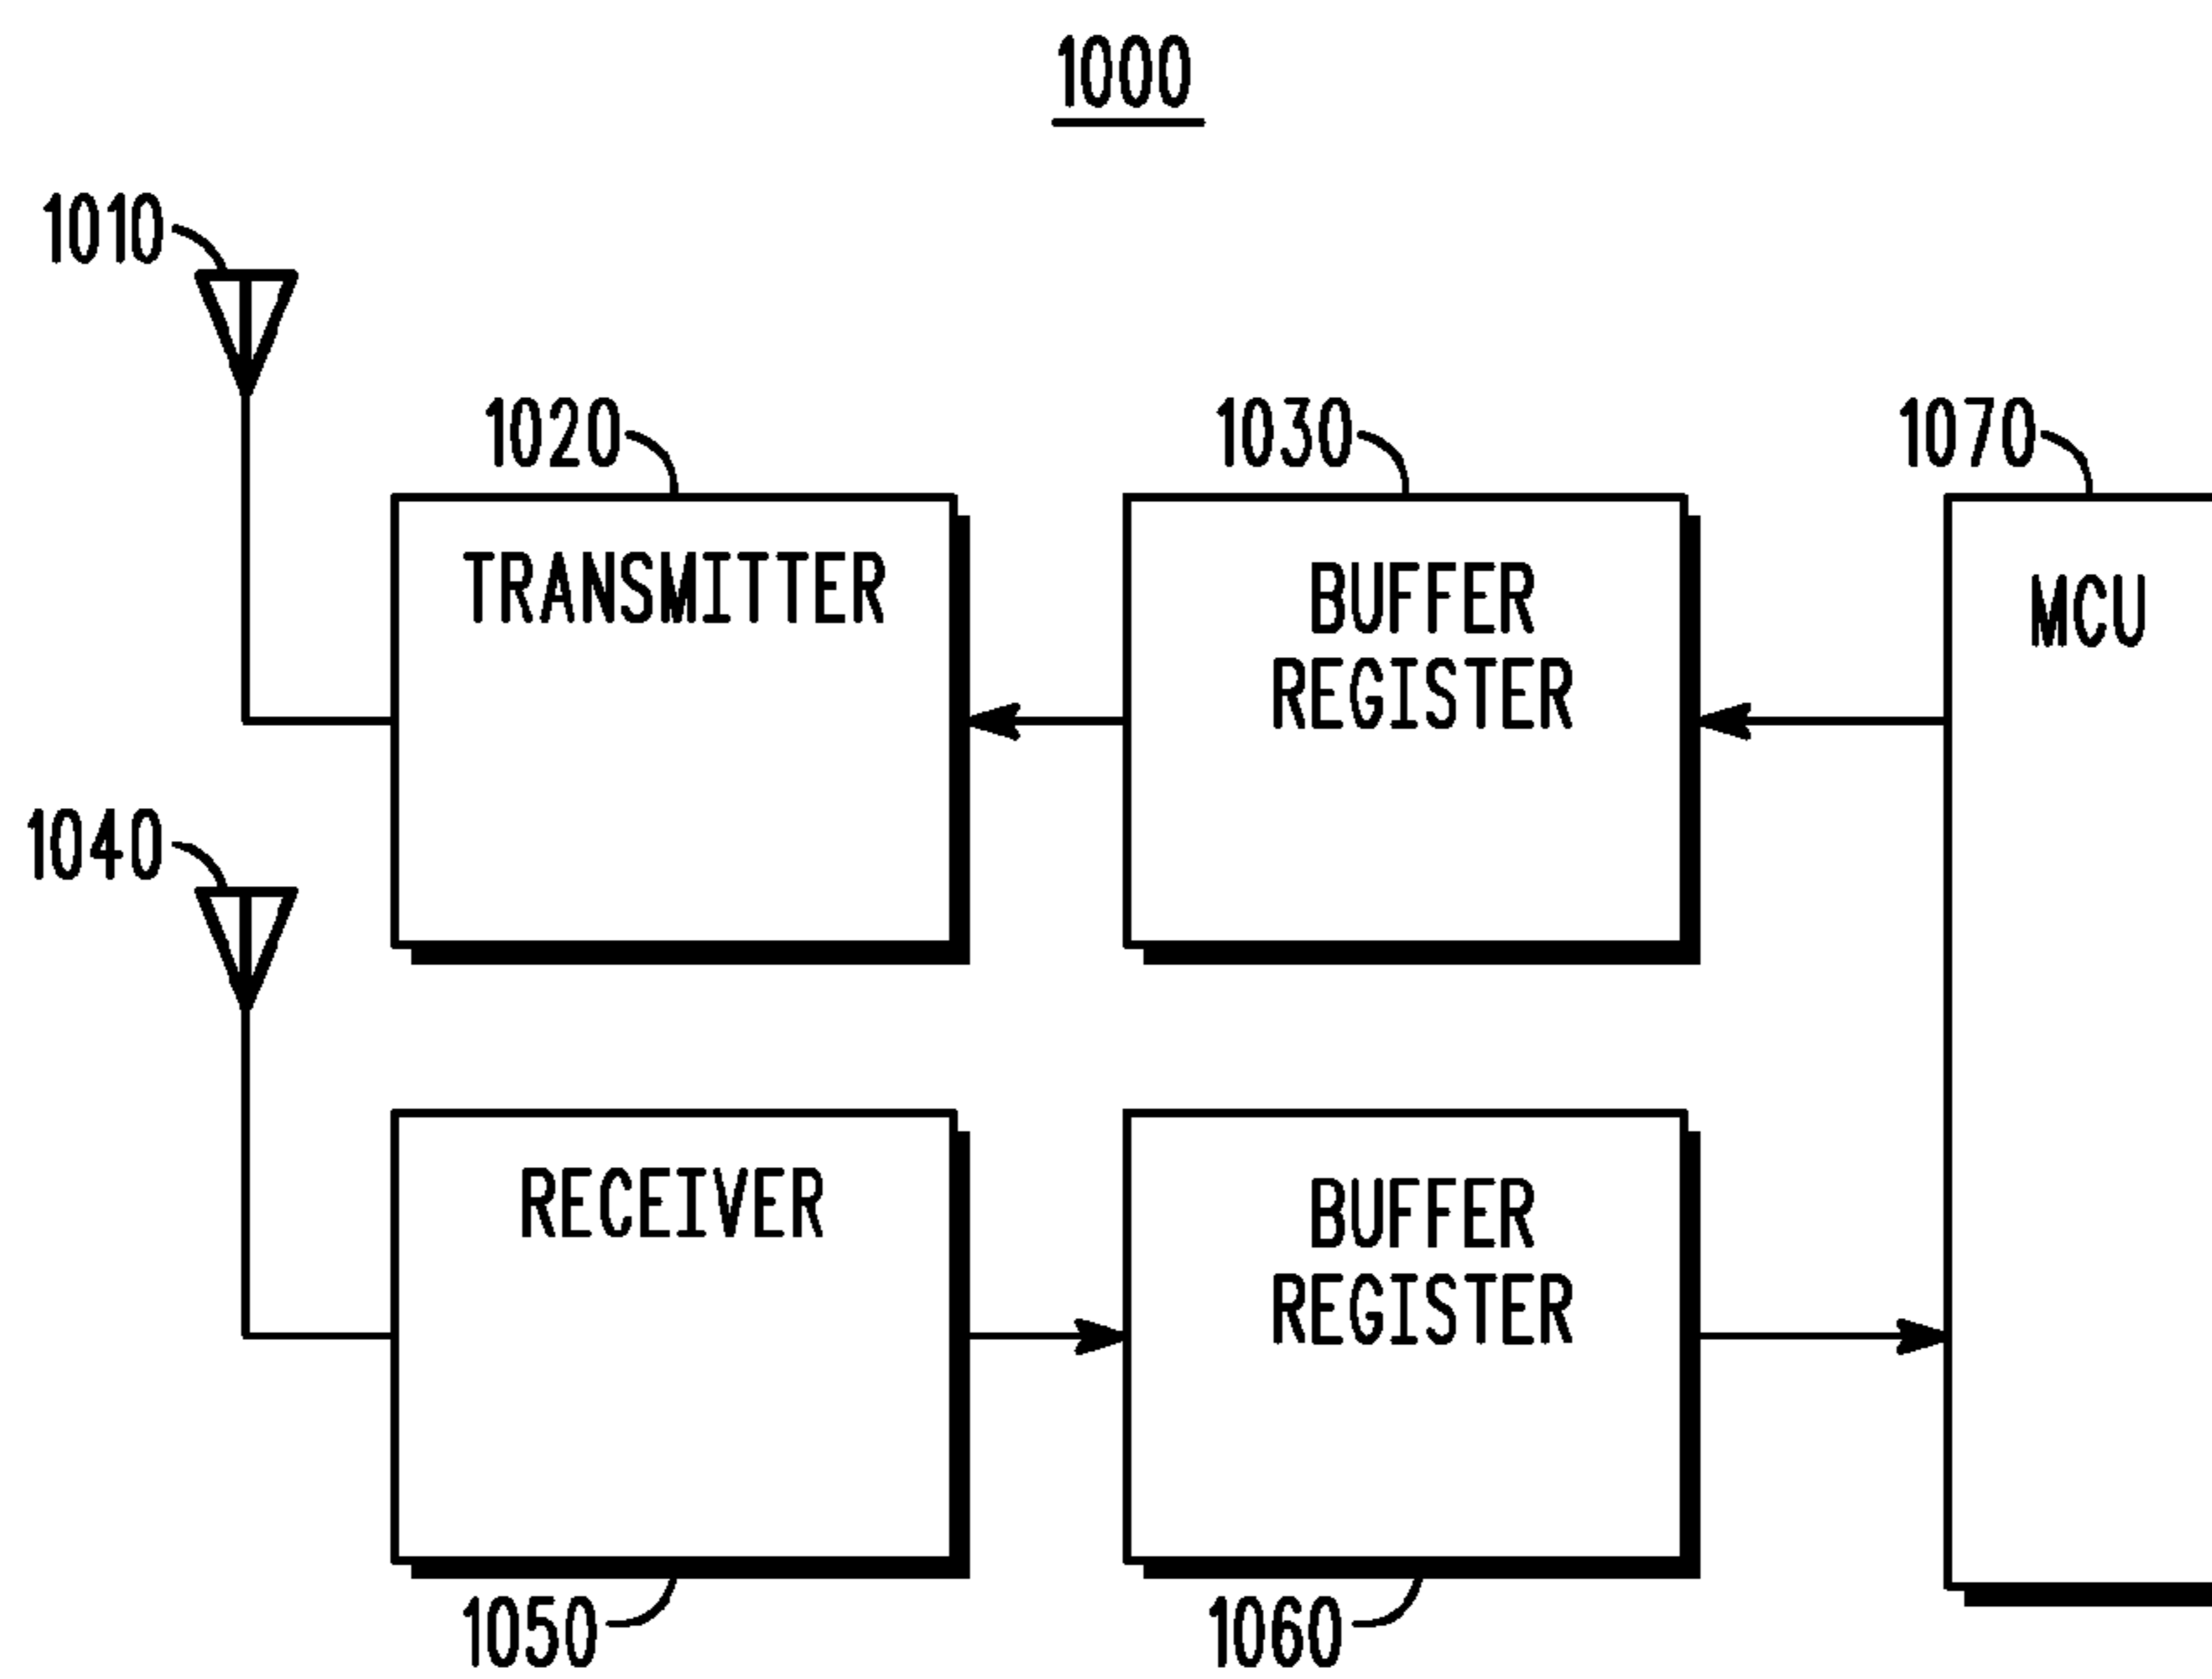 1000
1010
1020
1030
1070
TRANSMITTER
BUFFER
REGISTER
MCU
1040
RECEIVER
BUFFER
REGISTER
1050
1060